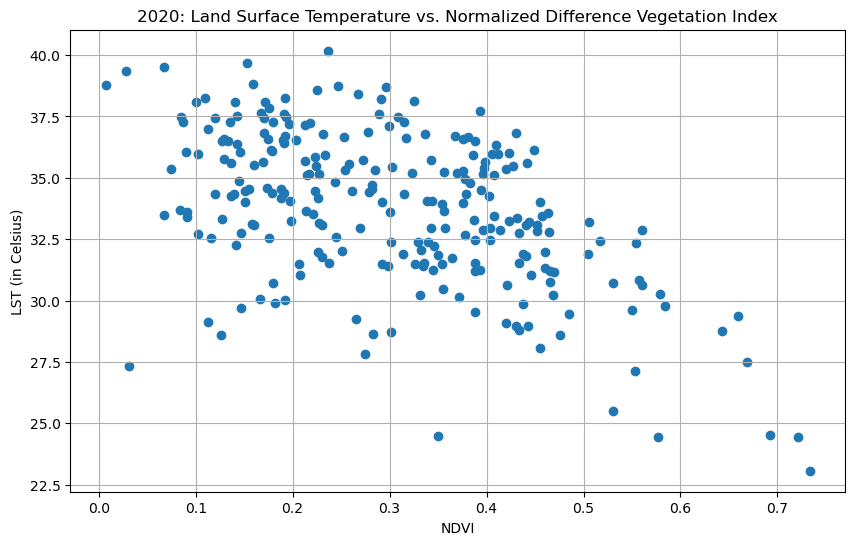 2020: Land Surface Temperature vs. Normalized Difference Vegetation Index
40.0
37.5
35.0
32.5
30.0
27.5
25.0
22.5
LST (in Celsius)
0.0 0.1 0.2 0.3 0.4 0.5 0.6 0.7
NDVI